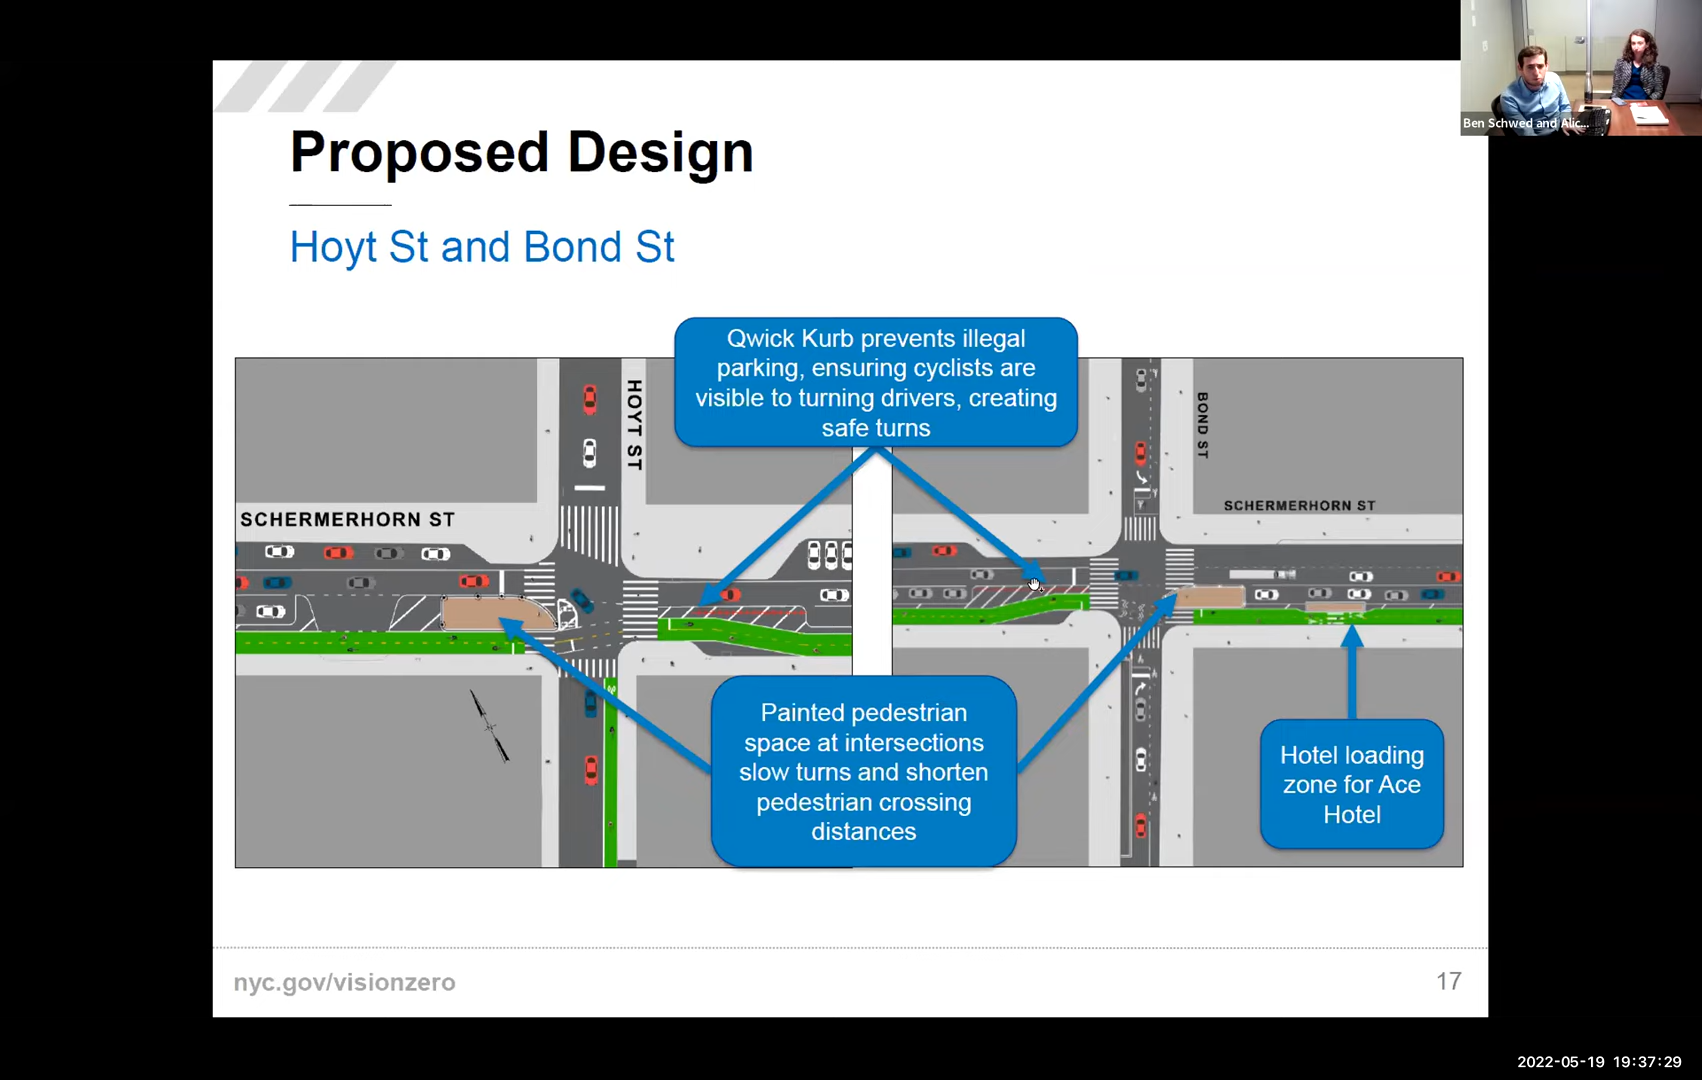 Ben Schwed and Alic...
Proposed Design
Hoyt St and Bond St
Qwick Kurb prevents illegal
parking, ensuring cyclists are
visible to turning drivers, creating
safe turns
HOYT ST
BOND ST
SCHERMERHORN ST
SCHERMERHORN ST
Painted pedestrian
space at intersections
slow turns and shorten
pedestrian crossing
distances
Hotel loading
zone for Ace
Hotel
nyc.gov/visionzero
17
2022-05-19 19:37:29